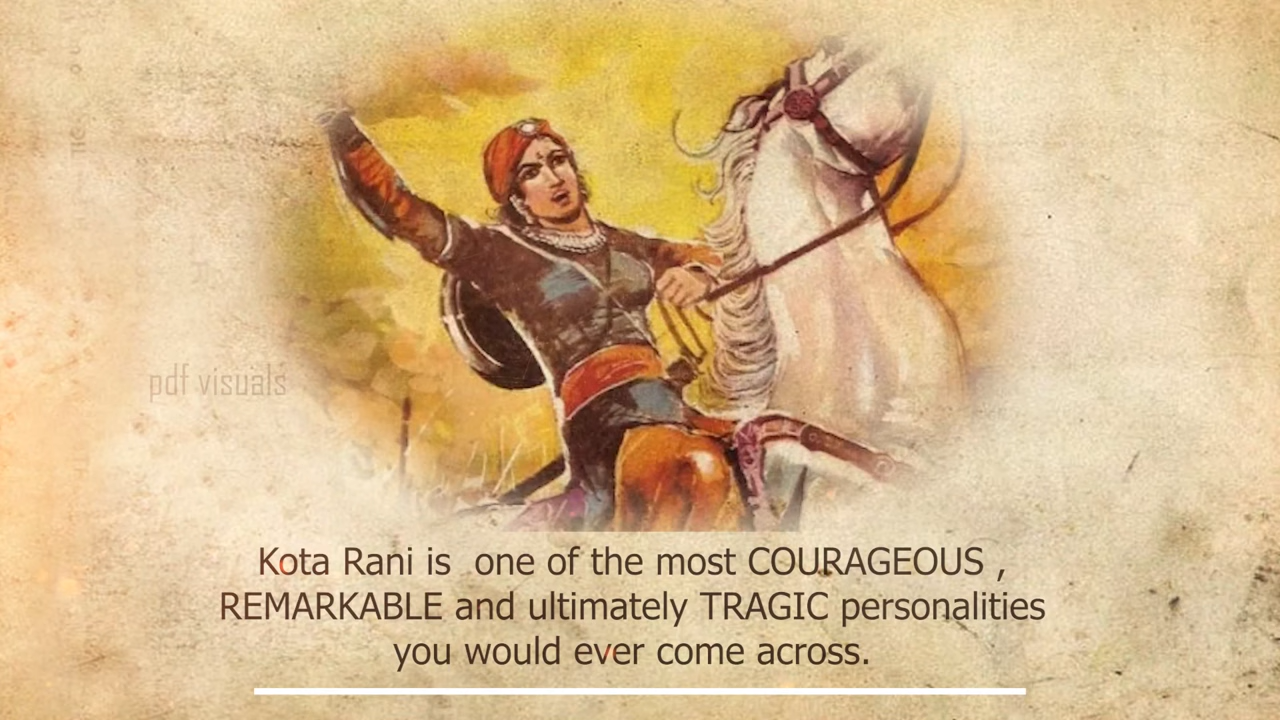 pdf visuals
Kota Rani is  one of the most COURAGEOUS ,
REMARKABLE and ultimately TRAGIC personalities
you would ever come across.